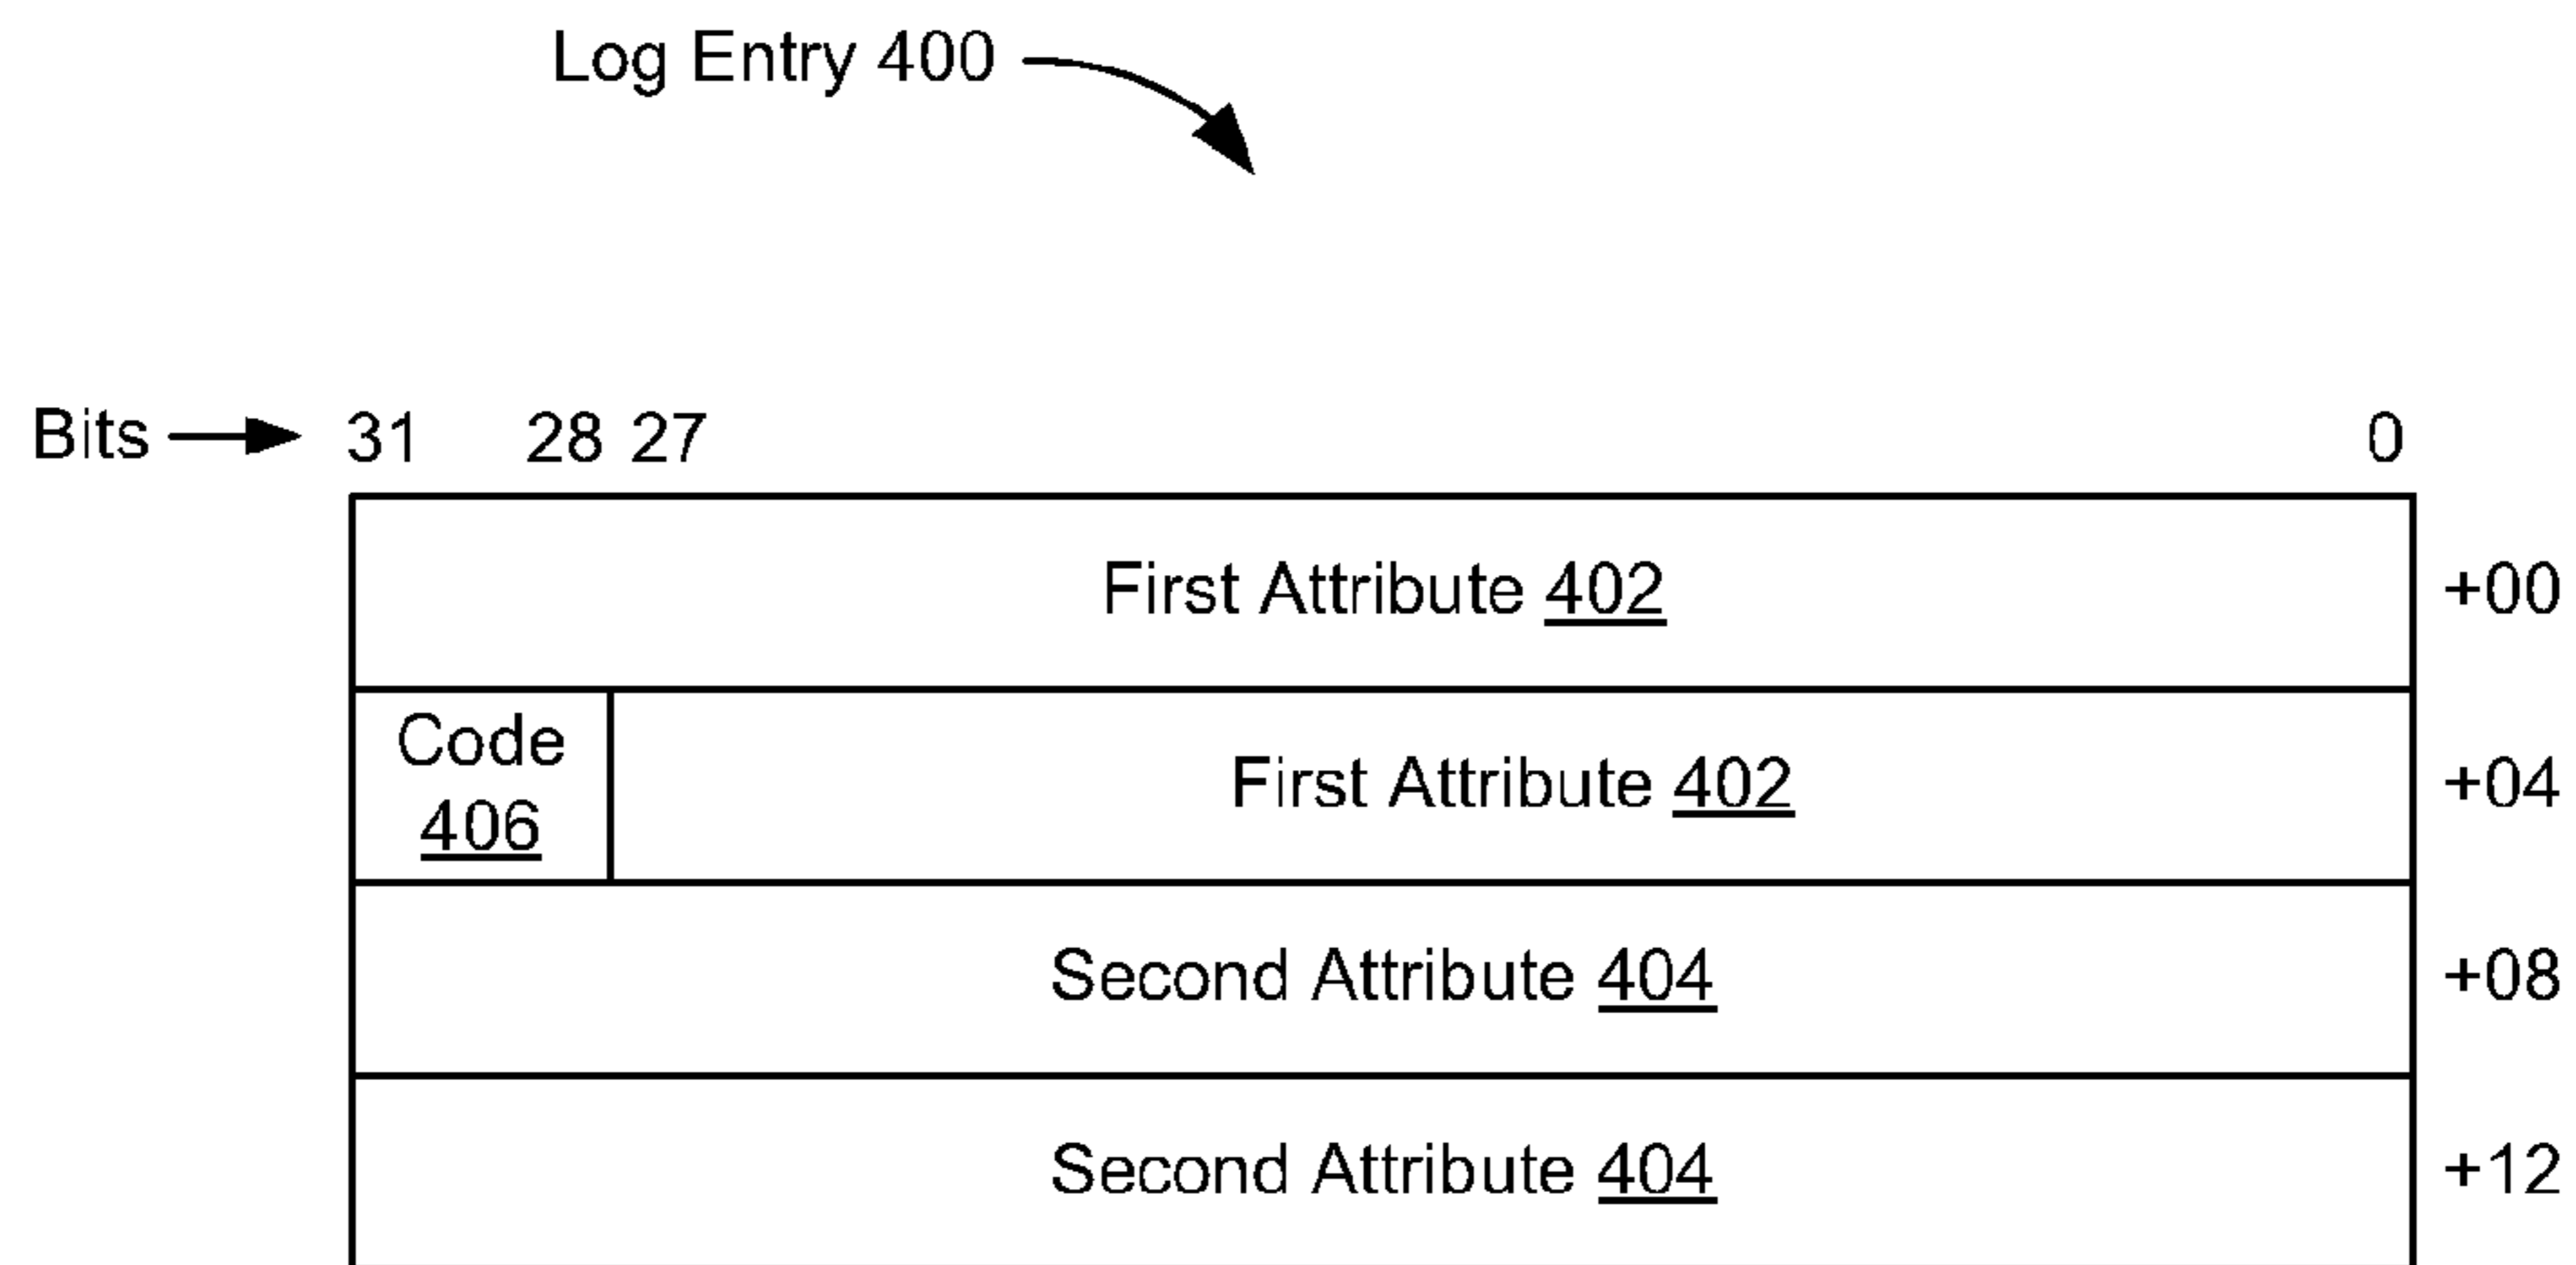 Log Entry 400
Bits 31 28 27 0
First Attribute 402 +00
Code
406
First Attribute 402 +04
Second Attribute 404 +08
Second Attribute 404 +12